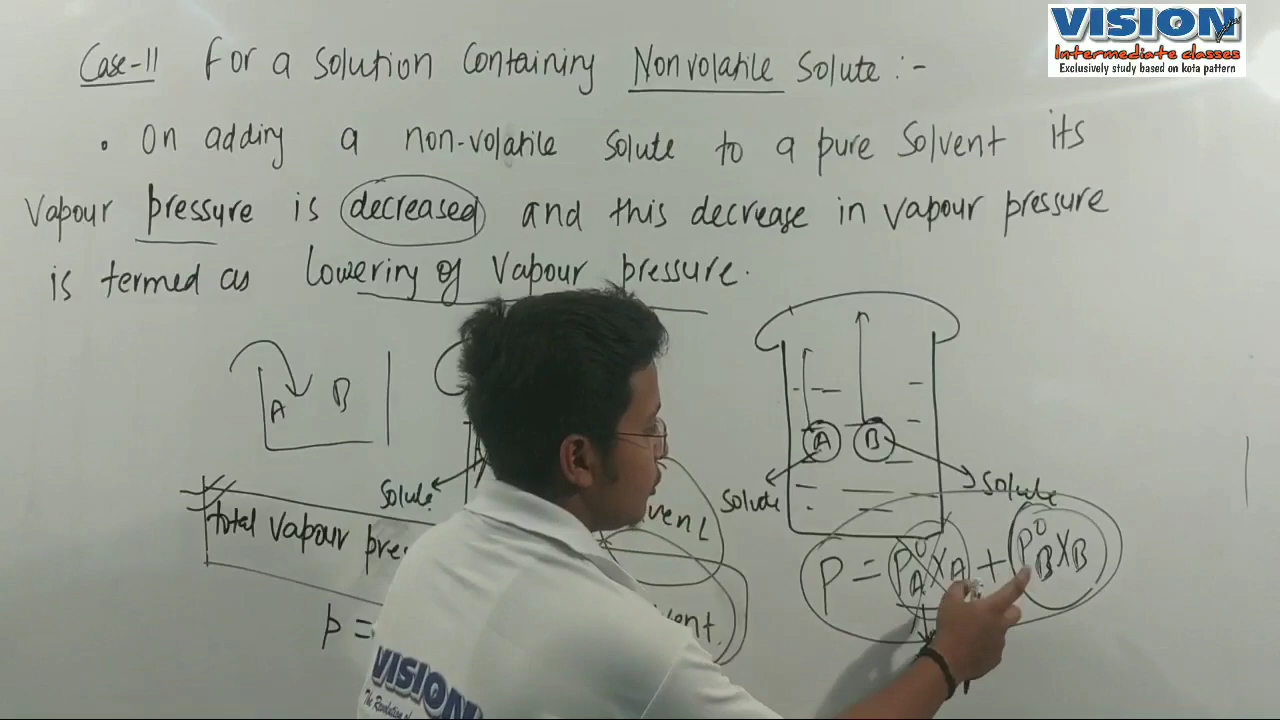 VISION
Intermediate classes
Exclusively study based on kota pattern
Case-II for a solution Containing Nonvolatile Solute :-
• On adding a non-volatile solute to a pure solvent its
Vapour pressure is decreased and this decrease in vapour pressure
is termed as lowering of Vapour pressure.
A B
A B
Solute
Solute
Solute
total Vapour
P = P⁰A XA + P⁰B XB
P =
VISION